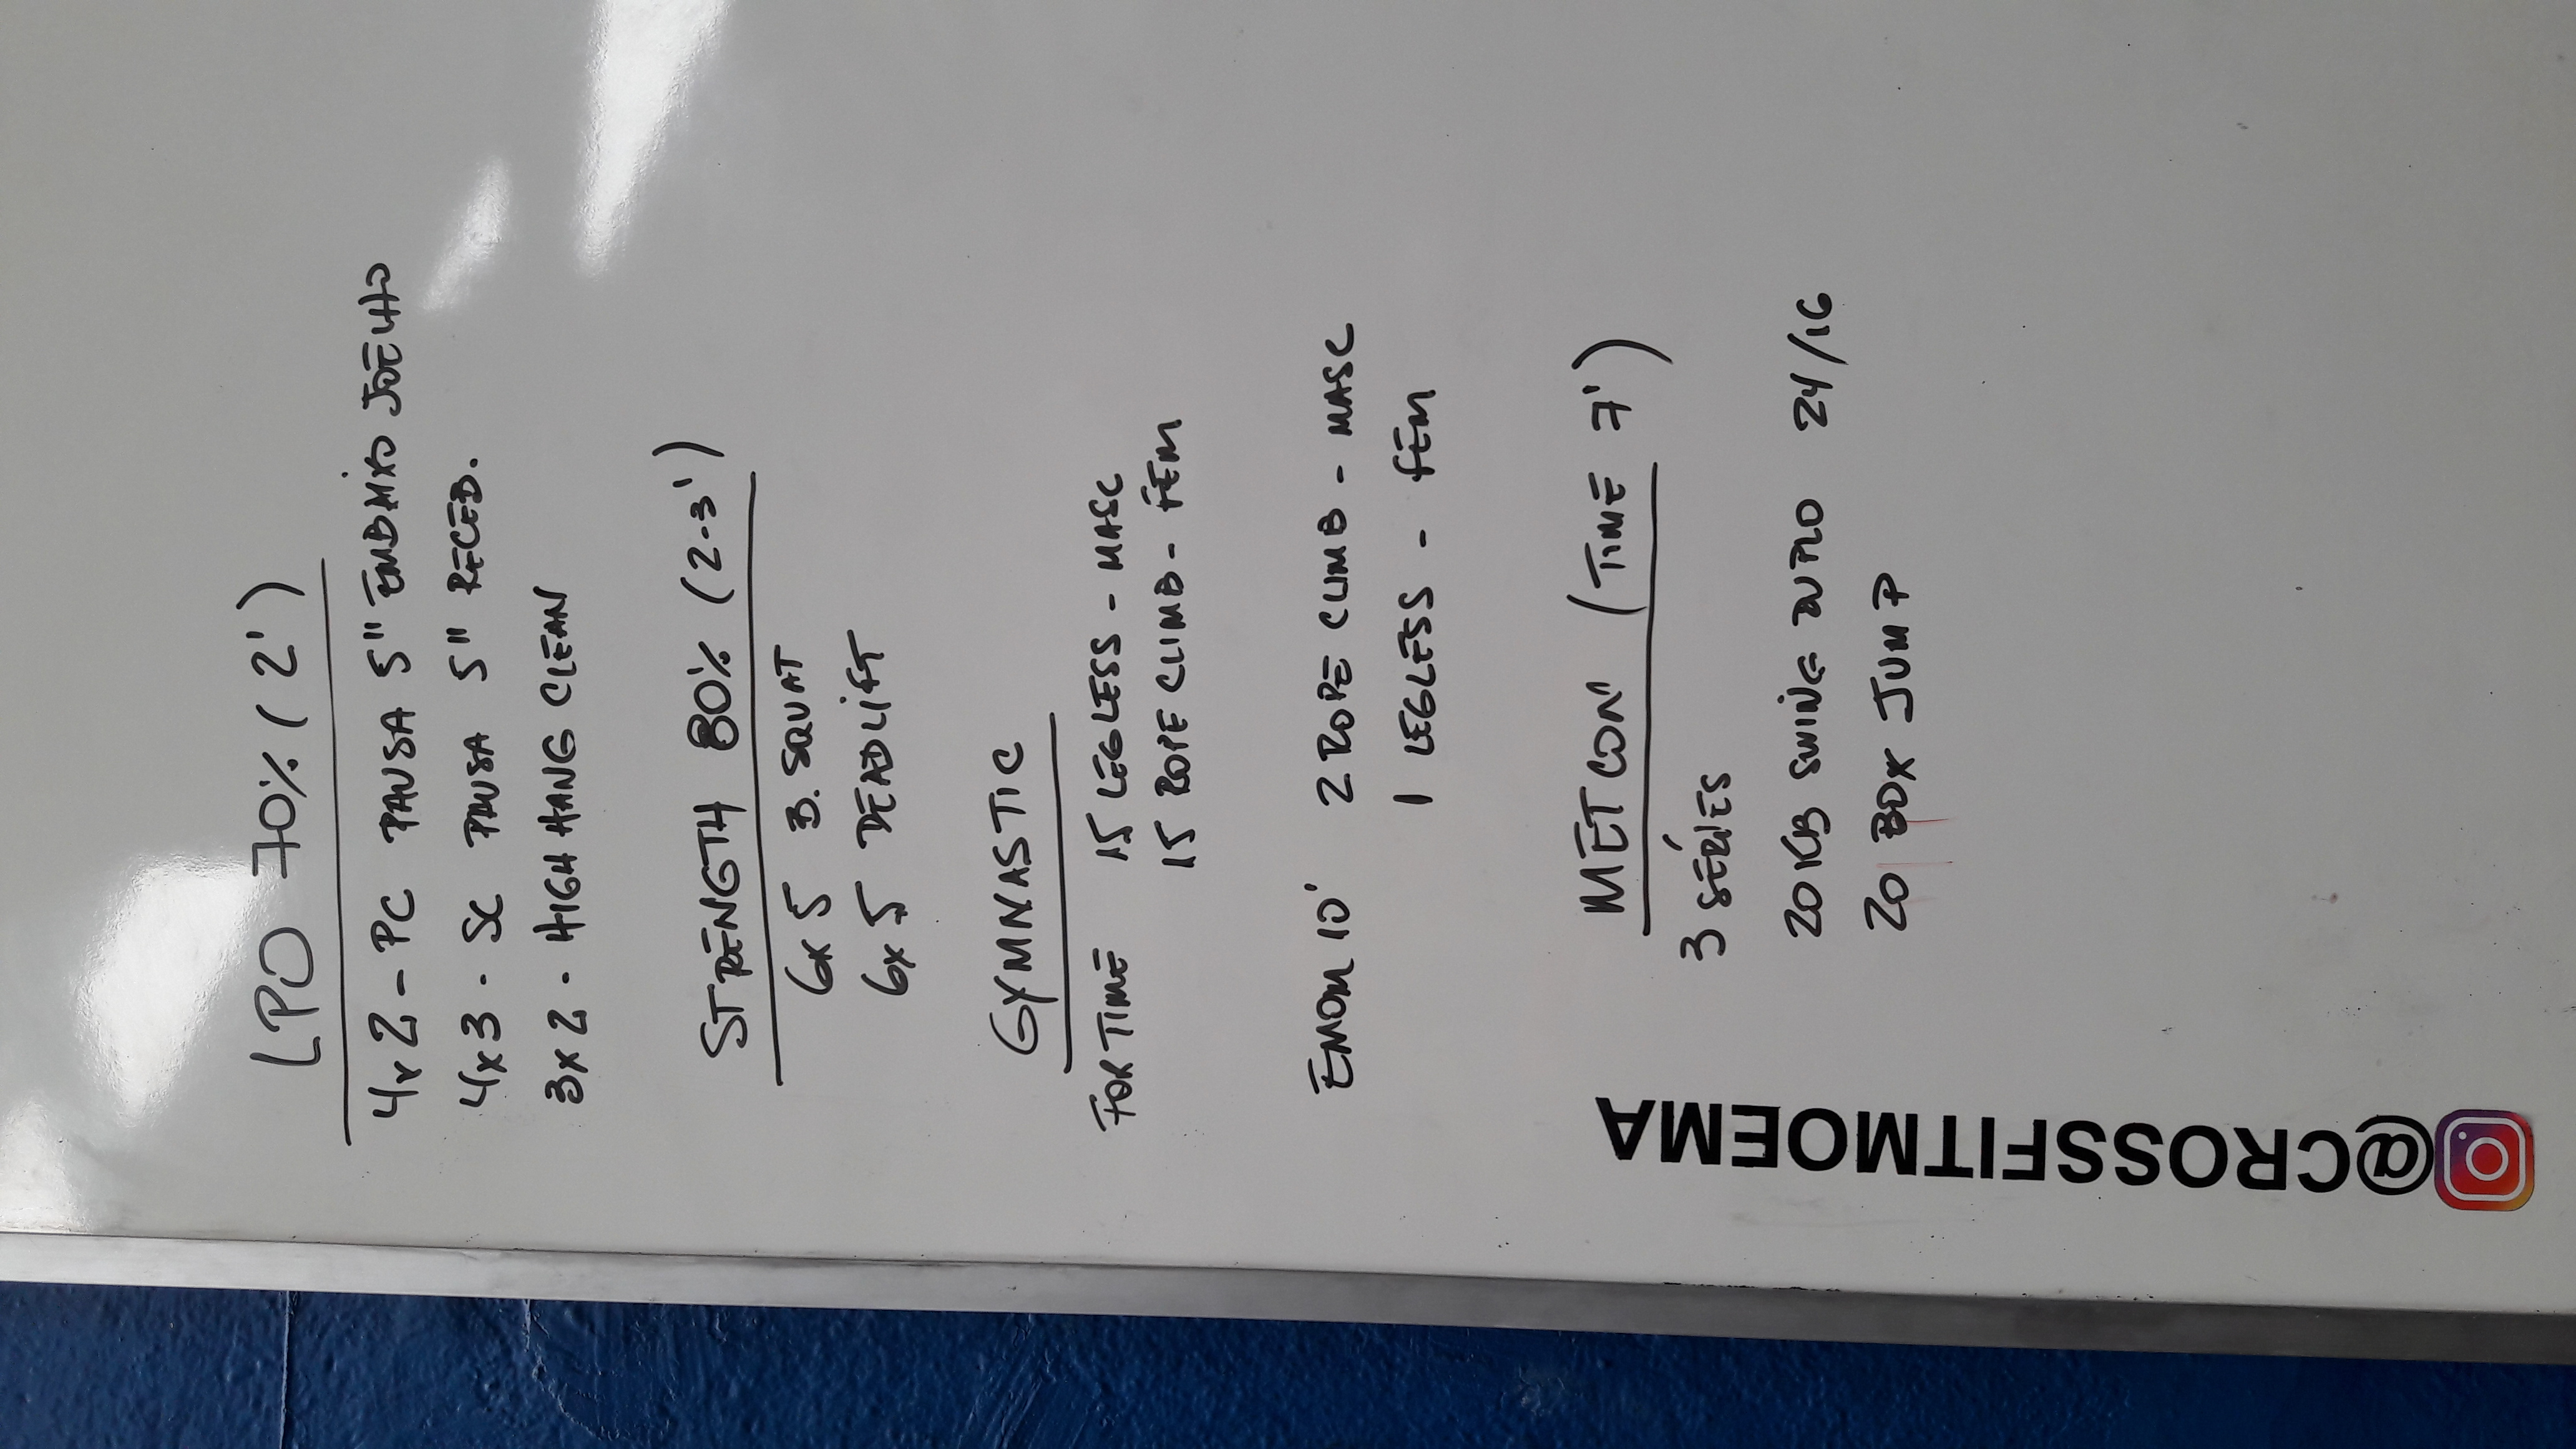 LPO 70% (2')
4x2 - PC PAUSA 5" EMBAIXO JOELHO
4x3 - SC PAUSA 5" RECEB.
3x2 - HIGH HANG CLEAN
STRENGTH 80% (2-3')
6x5 B. SQUAT
6x5 DEADLIFT
GYMNASTIC
FOR TIME 15 LEGLESS - MASC
15 ROPE CLIMB - FEM
EMOM 10' 2 ROPE CLIMB - MASC
1 LEGLESS - FEM
METCON (TIME 7')
3 SÉRIES
20 KB SWING DUPLO 24/16
20 BOX JUMP
@CROSSFITMOEMA